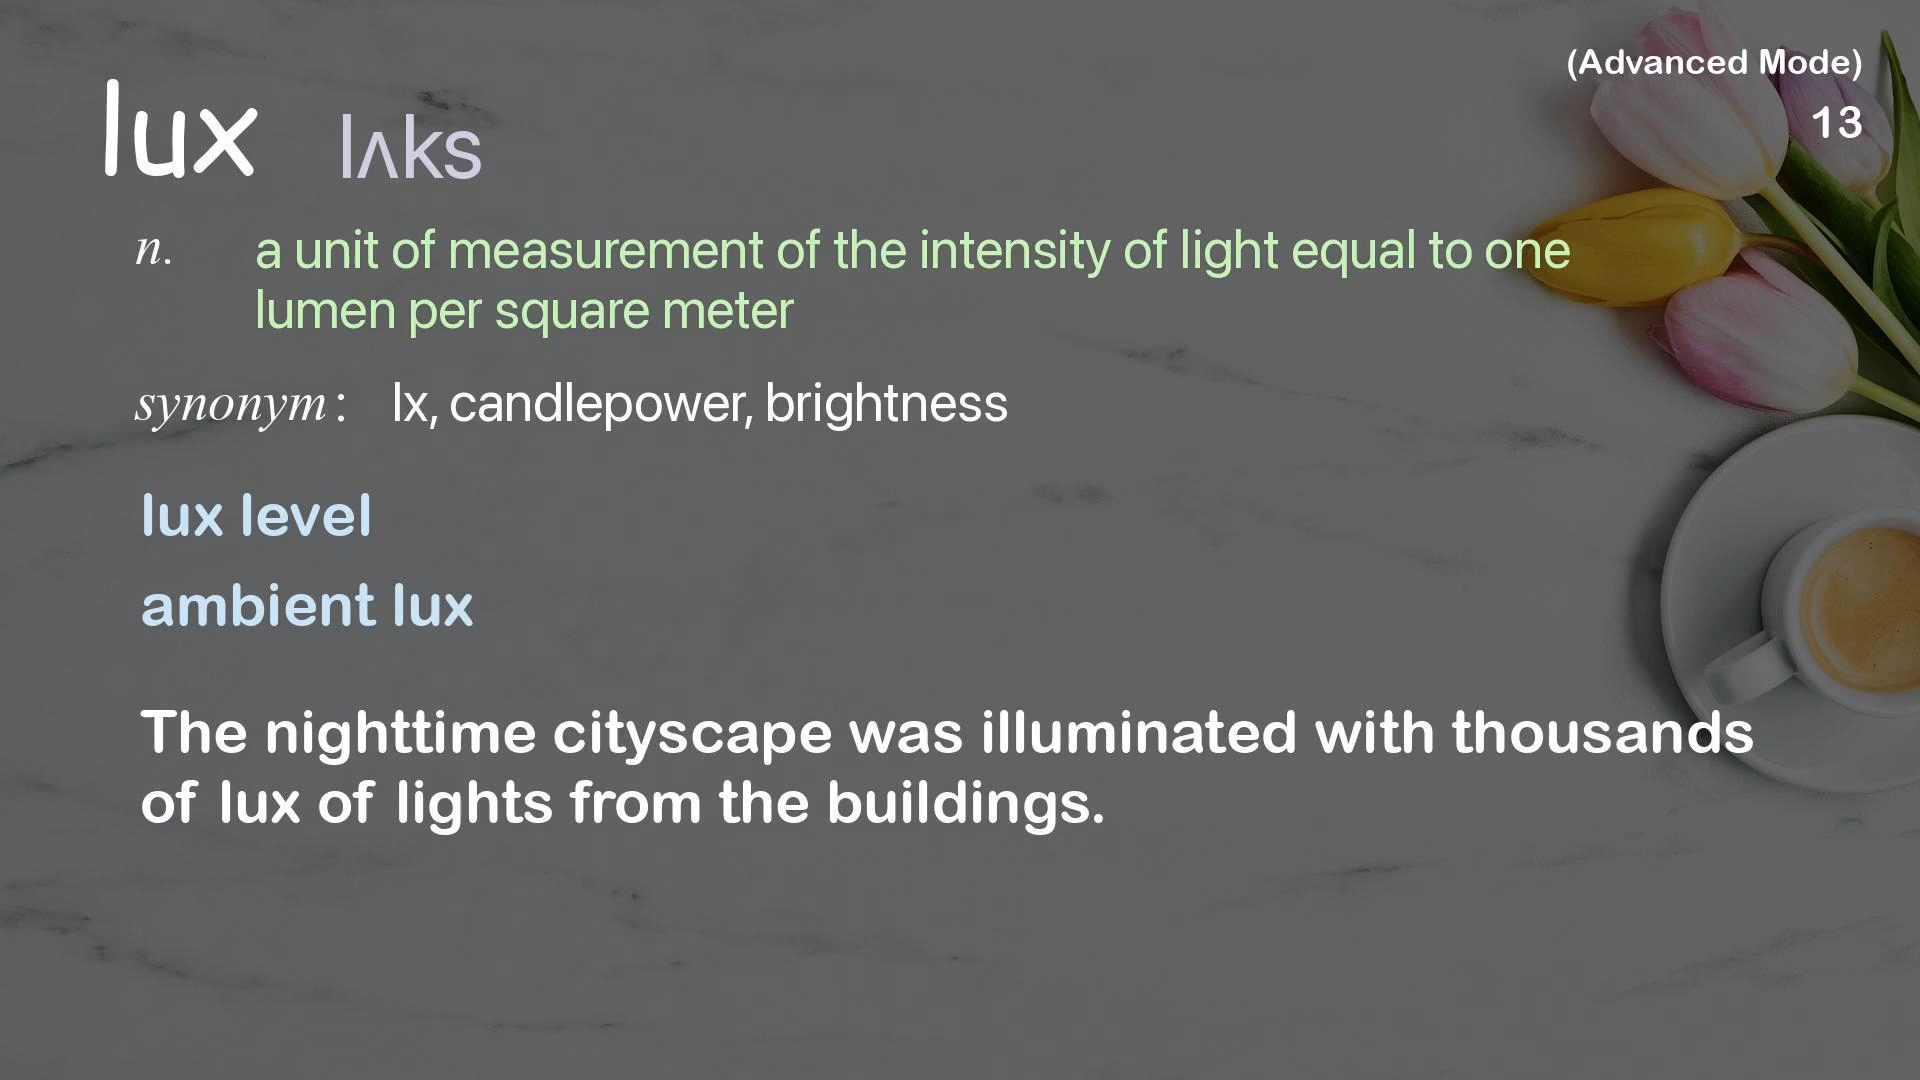 (Advanced Mode)
13
lux lʌks
n. a unit of measurement of the intensity of light equal to one
lumen per square meter
synonym: lx, candlepower, brightness
lux level
ambient lux
The nighttime cityscape was illuminated with thousands
of lux of lights from the buildings.